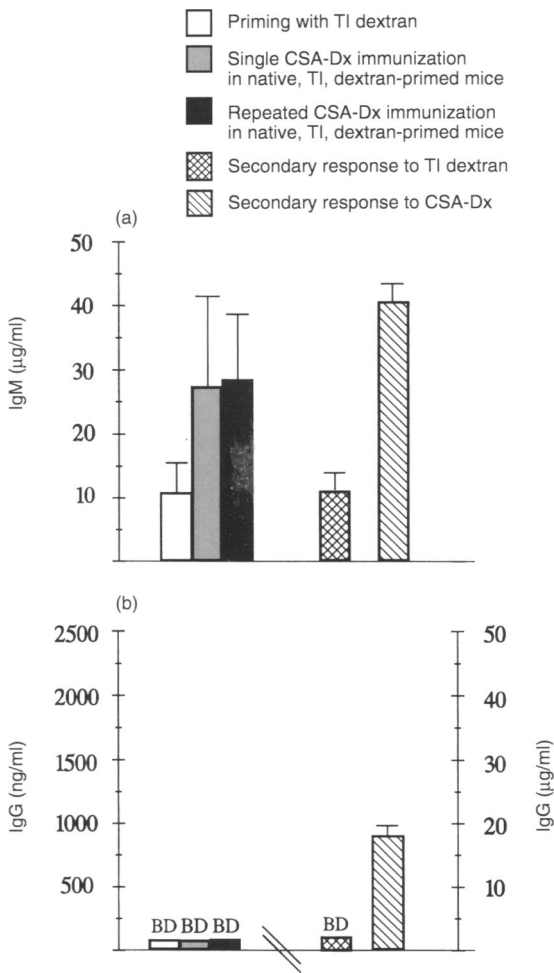 Priming with TI dextran
Single CSA-Dx immunization
in native, TI, dextran-primed mice
Repeated CSA-Dx immunization
in native, TI, dextran-primed mice
Secondary response to TI dextran
Secondary response to CSA-Dx
(a)
50
40
30
20
10
IgM (µg/ml)
(b)
2500
2000
1500
1000
500
IgG (ng/ml)
50
40
30
20
10
IgG (µg/ml)
BD BD BD
BD